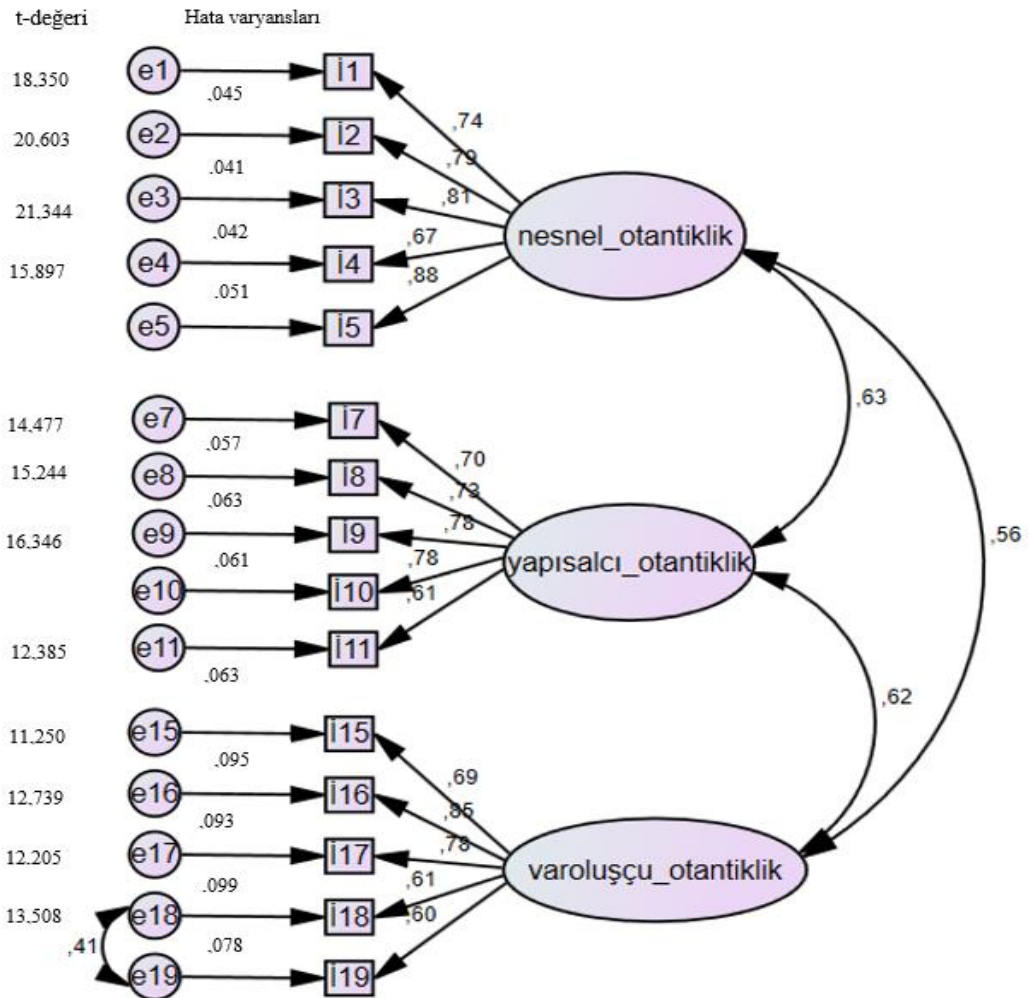 t-değeri Hata varyansları
18.350 e1 .045 İ1 ,74
20.603 e2 .041 İ2 ,79
21.344 e3 .042 İ3 ,81
15.897 e4 .051 İ4 ,67
e5 İ5 ,88
nesnel_otantiklik
,63
14.477 e7 .057 İ7 ,70
15.244 e8 .063 İ8 ,73
16.346 e9 .061 İ9 ,78
e10 İ10 ,78
12.385 e11 .063 İ11 ,61
yapısalcı_otantiklik
,56
,62
11.250 e15 .095 İ15 ,69
12.739 e16 .093 İ16 ,85
12.205 e17 .099 İ17 ,78
13.508 e18 .078 İ18 ,61
,41 e19 İ19 ,60
varoluşçu_otantiklik